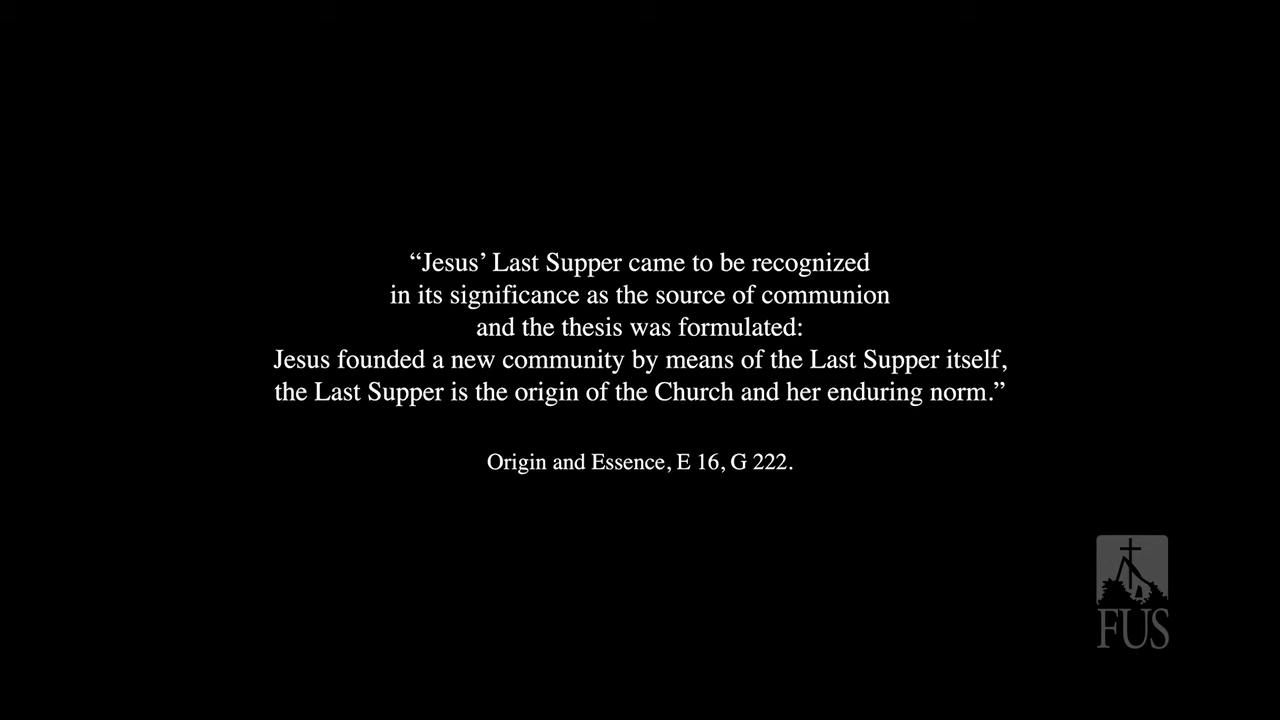 “Jesus’ Last Supper came to be recognized
in its significance as the source of communion
and the thesis was formulated:
Jesus founded a new community by means of the Last Supper itself,
the Last Supper is the origin of the Church and her enduring norm.”
Origin and Essence, E 16, G 222.
FUS